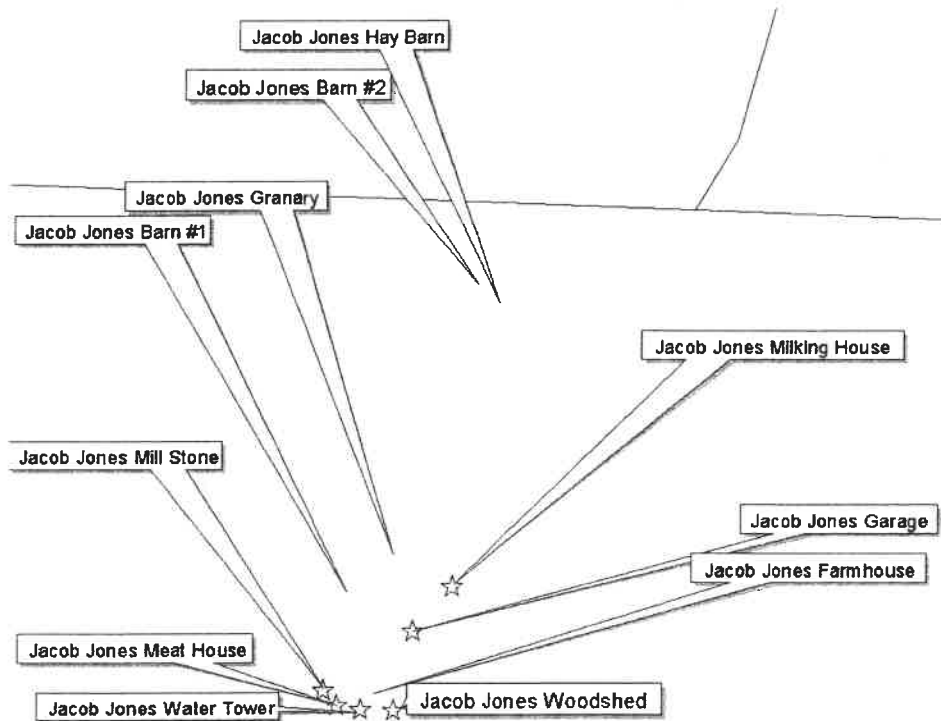 Jacob Jones Hay Barn
Jacob Jones Barn #2
Jacob Jones Granary
Jacob Jones Barn #1
Jacob Jones Milking House
Jacob Jones Mill Stone
Jacob Jones Garage
Jacob Jones Farmhouse
Jacob Jones Meat House
Jacob Jones Woodshed
Jacob Jones Water Tower